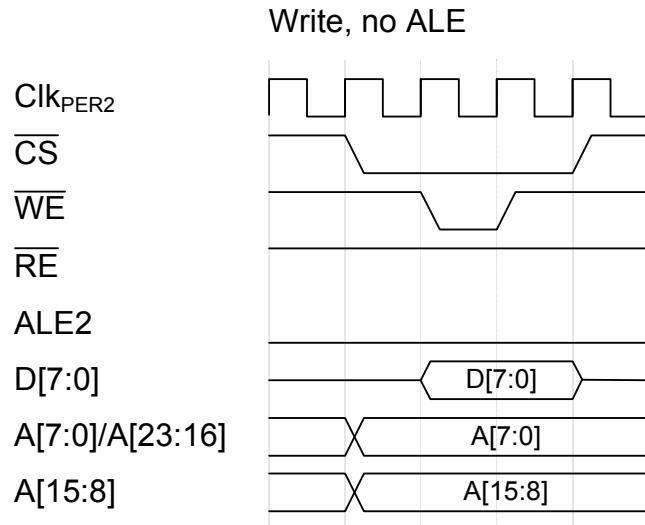 Write, no ALE
ClkPER2
CS
WE
RE
ALE2
D[7:0] D[7:0]
A[7:0]/A[23:16] A[7:0]
A[15:8] A[15:8]